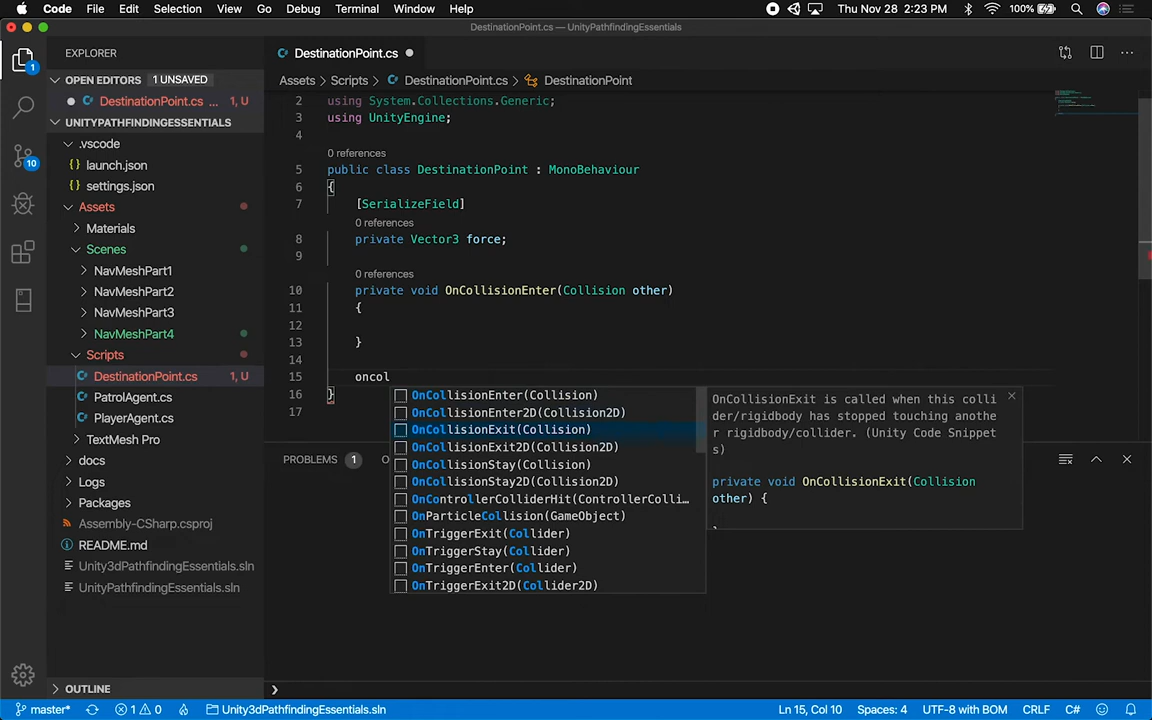 Code File Edit Selection View Go Debug Terminal Window Help Thu Nov 28 2:23 PM 100%
DestinationPoint.cs — UnityPathfindingEssentials
EXPLORER
OPEN EDITORS 1 UNSAVED
DestinationPoint.cs ... 1, U
UNITYPATHFINDINGESSENTIALS
.vscode
launch.json
settings.json
Assets
Materials
Scenes
NavMeshPart1
NavMeshPart2
NavMeshPart3
NavMeshPart4
Scripts
DestinationPoint.cs 1, U
PatrolAgent.cs
PlayerAgent.cs
TextMesh Pro
docs
Logs
Packages
Assembly-CSharp.csproj
README.md
Unity3dPathfindingEssentials.sln
UnityPathfindingEssentials.sln
OUTLINE
1
10
DestinationPoint.cs
Assets > Scripts > DestinationPoint.cs > DestinationPoint
2 using System.Collections.Generic;
3 using UnityEngine;
4
0 references
5 public class DestinationPoint : MonoBehaviour
6 {
7 [SerializeField]
0 references
8 private Vector3 force;
9
0 references
10 private void OnCollisionEnter(Collision other)
11 {
12
13 }
14
15 oncol
16 }
17
OnCollisionEnter(Collision)
OnCollisionEnter2D(Collision2D)
OnCollisionExit(Collision)
OnCollisionExit2D(Collision2D)
OnCollisionStay(Collision)
OnCollisionStay2D(Collision2D)
OnControllerColliderHit(ControllerColli...
OnParticleCollision(GameObject)
OnTriggerExit(Collider)
OnTriggerStay(Collider)
OnTriggerEnter(Collider)
OnTriggerExit2D(Collider2D)
OnCollisionExit is called when this colli
der/rigidbody has stopped touching anothe
r rigidbody/collider. (Unity Code Snippet
s)
private void OnCollisionExit(Collision
other) {
PROBLEMS 1 O
master* 1 0 Unity3dPathfindingEssentials.sln Ln 15, Col 10 Spaces: 4 UTF-8 with BOM CRLF C#